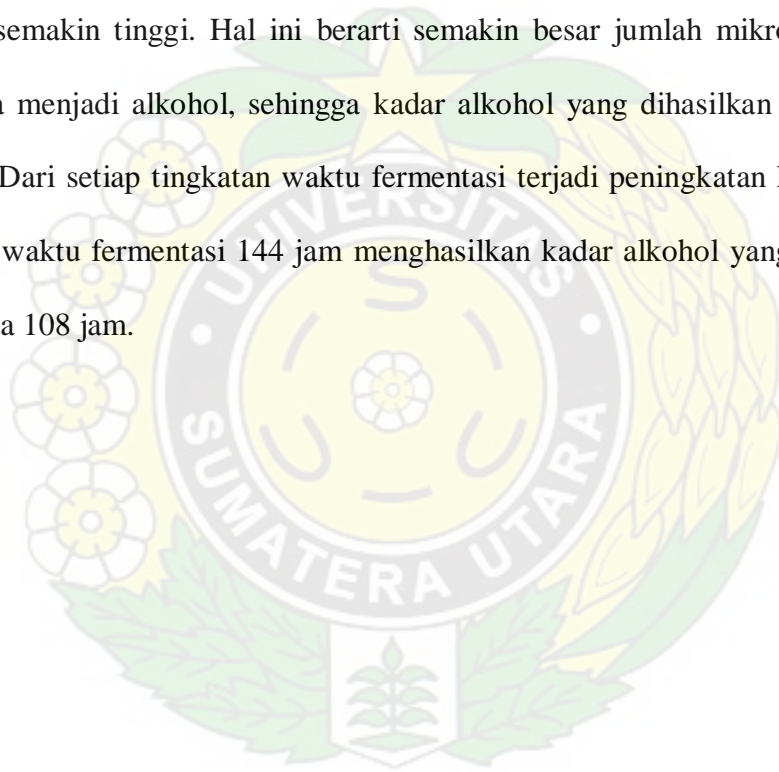 semakin tinggi. Hal ini berarti semakin besar jumlah
menjadi alkohol, sehingga kadar alkohol yang dihasilkan
Dari setiap tingkatan waktu fermentasi terjadi peningkatan
waktu fermentasi 144 jam menghasilkan kadar alkohol yang
a 108 jam.
UNIVERSITAS
SUMATERA UTARA